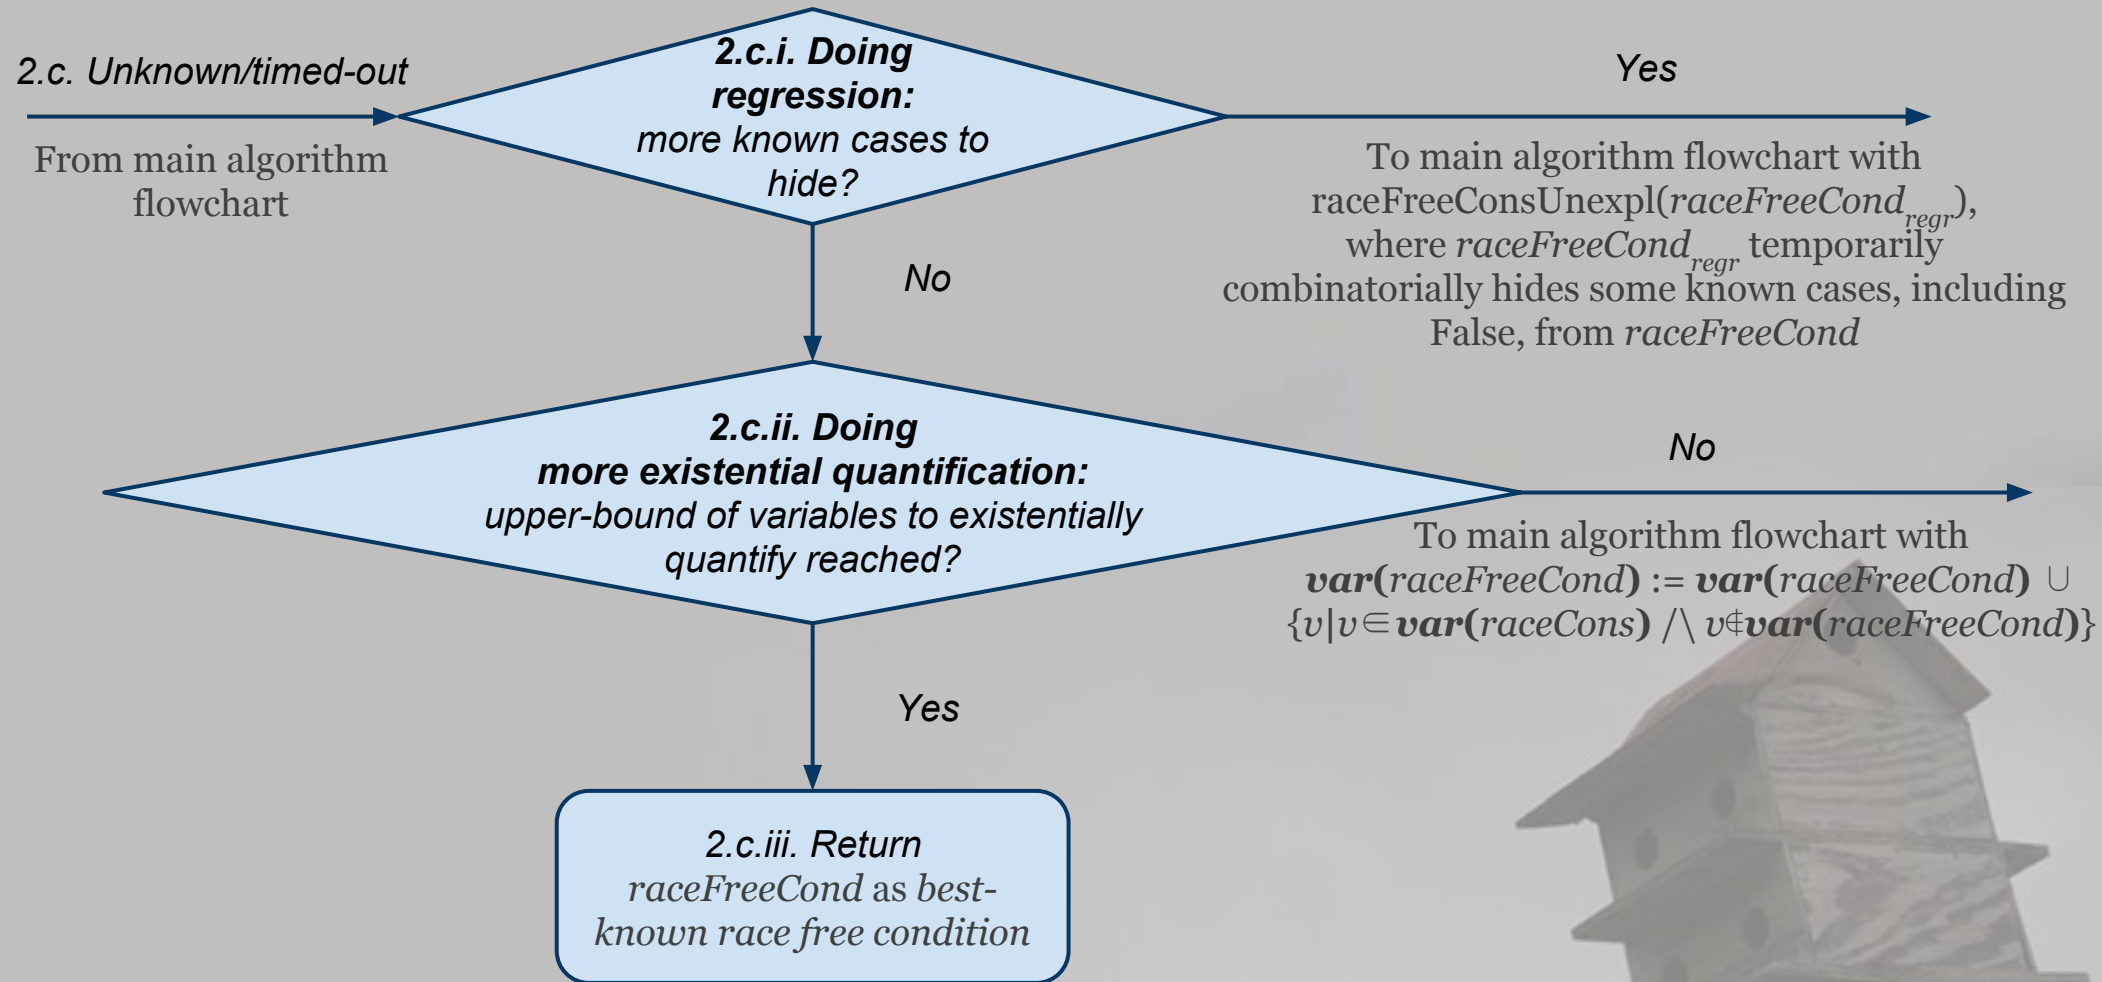 2.c. Unknown/timed-out
From main algorithm
flowchart
2.c.i. Doing
regression:
more known cases to
hide?
Yes
To main algorithm flowchart with
raceFreeConsUnexpl(raceFreeCond_regr),
where raceFreeCond_regr temporarily
combinatorially hides some known cases, including
False, from raceFreeCond
No
2.c.ii. Doing
more existential quantification:
upper-bound of variables to existentially
quantify reached?
No
To main algorithm flowchart with
var(raceFreeCond) := var(raceFreeCond) ∪
{v|v∈var(raceCons) /\ v∉var(raceFreeCond)}
Yes
2.c.iii. Return
raceFreeCond as best-
known race free condition